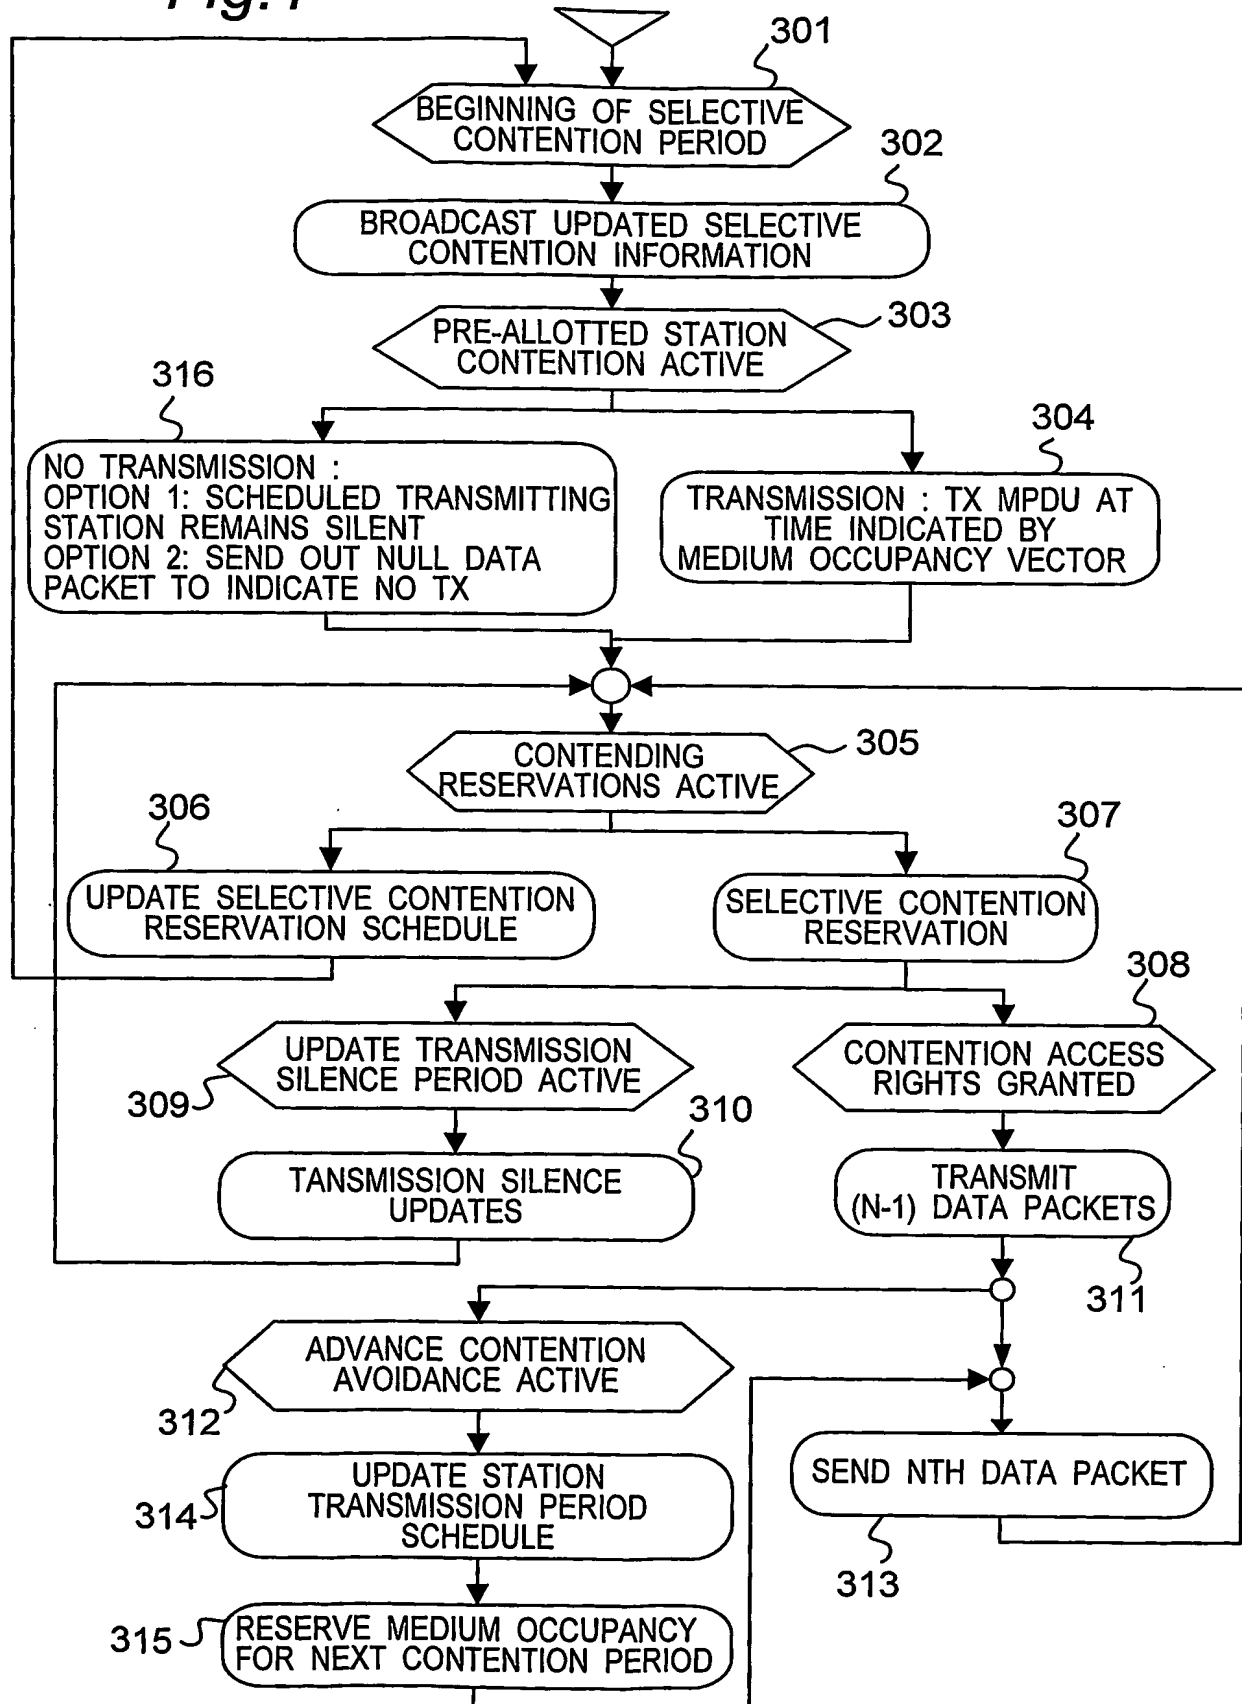 301
BEGINNING OF SELECTIVE
CONTENTION PERIOD
302
BROADCAST UPDATED SELECTIVE
CONTENTION INFORMATION
303
PRE-ALLOTTED STATION
CONTENTION ACTIVE
316
304
NO TRANSMISSION :
OPTION 1: SCHEDULED TRANSMITTING
STATION REMAINS SILENT
OPTION 2: SEND OUT NULL DATA
PACKET TO INDICATE NO TX
TRANSMISSION : TX MPDU AT
TIME INDICATED BY
MEDIUM OCCUPANCY VECTOR
305
CONTENDING
RESERVATIONS ACTIVE
306
307
UPDATE SELECTIVE CONTENTION
RESERVATION SCHEDULE
SELECTIVE CONTENTION
RESERVATION
308
UPDATE TRANSMISSION
SILENCE PERIOD ACTIVE
CONTENTION ACCESS
RIGHTS GRANTED
309
310
TANSMISSION SILENCE
UPDATES
TRANSMIT
(N-1) DATA PACKETS
311
ADVANCE CONTENTION
AVOIDANCE ACTIVE
312
UPDATE STATION
TRANSMISSION PERIOD
SCHEDULE
314
SEND NTH DATA PACKET
313
315
RESERVE MEDIUM OCCUPANCY
FOR NEXT CONTENTION PERIOD